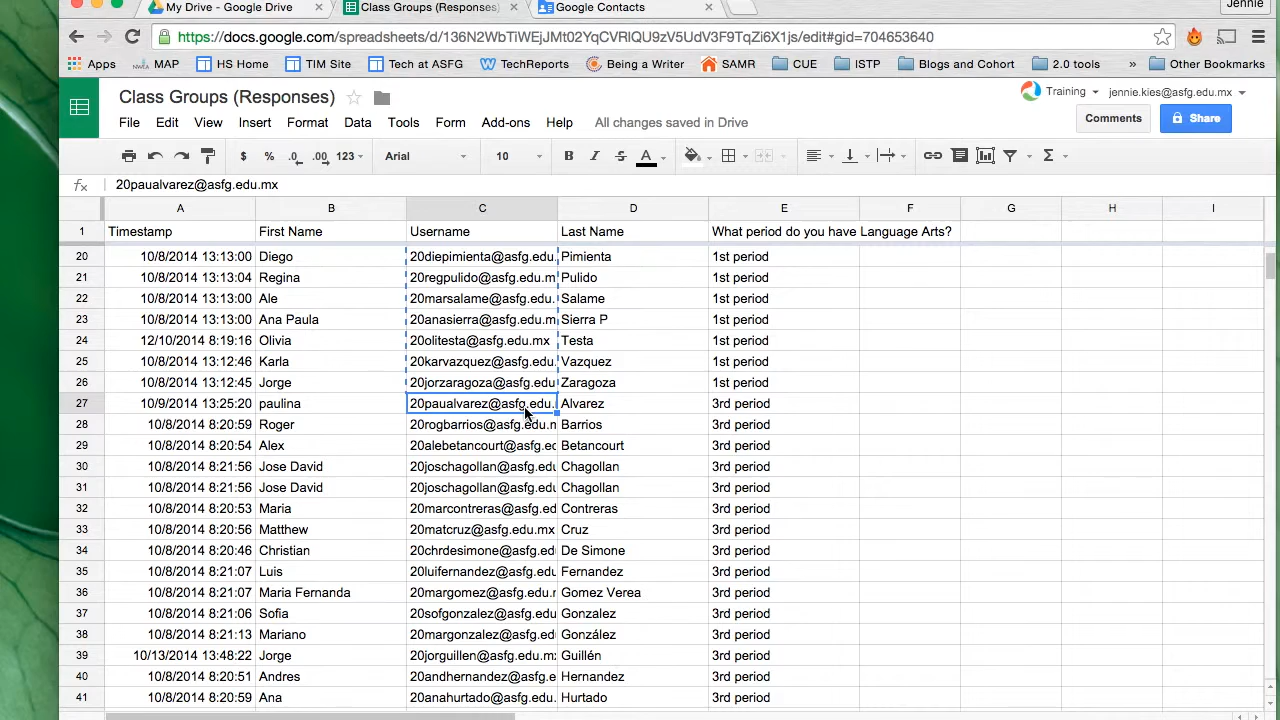 My Drive - Google Drive × Class Groups (Responses) × Google Contacts × Jennie
https://docs.google.com/spreadsheets/d/136N2WbTiWEjJMt02YqCVRlQU9zV5UdV3F9TqZi6X1js/edit#gid=704653640
Apps MAP HS Home TIM Site Tech at ASFG TechReports Being a Writer SAMR CUE ISTP Blogs and Cohort 2.0 tools » Other Bookmarks
Class Groups (Responses) Training jennie.kies@asfg.edu.mx
File Edit View Insert Format Data Tools Form Add-ons Help All changes saved in Drive Comments Share
$ % .0 .00 123 Arial 10 B I S A Σ
fx 20paualvarez@asfg.edu.mx
A B C D E F G H I
1 Timestamp First Name Username Last Name What period do you have Language Arts?
20 10/8/2014 13:13:00 Diego 20diepimienta@asfg.edu. Pimienta 1st period
21 10/8/2014 13:13:04 Regina 20regpulido@asfg.edu.m Pulido 1st period
22 10/8/2014 13:13:00 Ale 20marsalame@asfg.edu. Salame 1st period
23 10/8/2014 13:13:00 Ana Paula 20anasierra@asfg.edu.m Sierra P 1st period
24 12/10/2014 8:19:16 Olivia 20olitesta@asfg.edu.mx Testa 1st period
25 10/8/2014 13:12:46 Karla 20karvazquez@asfg.edu. Vazquez 1st period
26 10/8/2014 13:12:45 Jorge 20jorzaragoza@asfg.edu Zaragoza 1st period
27 10/9/2014 13:25:20 paulina 20paualvarez@asfg.edu. Alvarez 3rd period
28 10/8/2014 8:20:59 Roger 20rogbarrios@asfg.edu.m Barrios 3rd period
29 10/8/2014 8:20:54 Alex 20alebetancourt@asfg.ed Betancourt 3rd period
30 10/8/2014 8:21:56 Jose David 20joschagollan@asfg.edu Chagollan 3rd period
31 10/8/2014 8:21:56 Jose David 20joschagollan@asfg.edu Chagollan 3rd period
32 10/8/2014 8:20:53 Maria 20marcontreras@asfg.ed Contreras 3rd period
33 10/8/2014 8:20:56 Matthew 20matcruz@asfg.edu.mx Cruz 3rd period
34 10/8/2014 8:20:46 Christian 20chrdesimone@asfg.ed De Simone 3rd period
35 10/8/2014 8:21:07 Luis 20luifernandez@asfg.edu Fernandez 3rd period
36 10/8/2014 8:21:07 Maria Fernanda 20margomez@asfg.edu.r Gomez Verea 3rd period
37 10/8/2014 8:21:06 Sofia 20sofgonzalez@asfg.edu Gonzalez 3rd period
38 10/8/2014 8:21:13 Mariano 20margonzalez@asfg.edu González 3rd period
39 10/13/2014 13:48:22 Jorge 20jorguillen@asfg.edu.m Guillén 3rd period
40 10/8/2014 8:20:51 Andres 20andhernandez@asfg.e Hernandez 3rd period
41 10/8/2014 8:20:59 Ana 20anahurtado@asfg.edu. Hurtado 3rd period